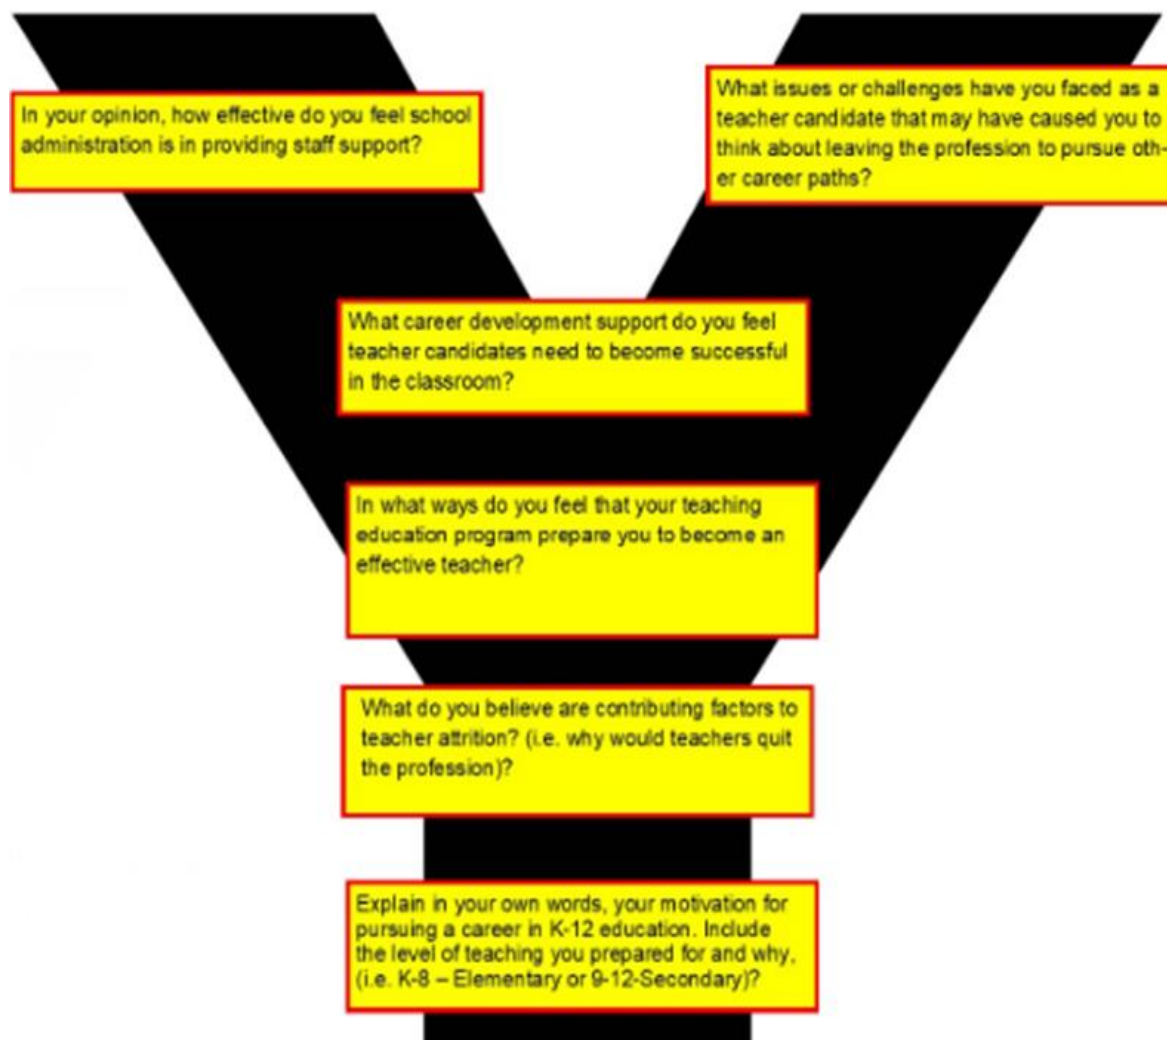 In your opinion, how effective do you feel school
administration is in providing staff support?
What issues or challenges have you faced as a
teacher candidate that may have caused you to
think about leaving the profession to pursue oth-
er career paths?
What career development support do you feel
teacher candidates need to become successful
in the classroom?
In what ways do you feel that your teaching
education program prepare you to become an
effective teacher?
What do you believe are contributing factors to
teacher attrition? (i.e. why would teachers quit
the profession)?
Explain in your own words, your motivation for
pursuing a career in K-12 education. Include
the level of teaching you prepared for and why,
(i.e. K-8 – Elementary or 9-12-Secondary)?